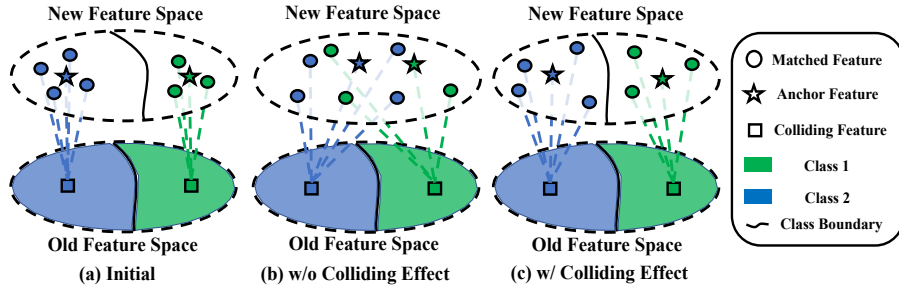 New Feature Space
New Feature Space
New Feature Space
Old Feature Space
Old Feature Space
Old Feature Space
(a) Initial
(b) w/o Colliding Effect
(c) w/ Colliding Effect
Matched Feature
Anchor Feature
Colliding Feature
Class 1
Class 2
Class Boundary